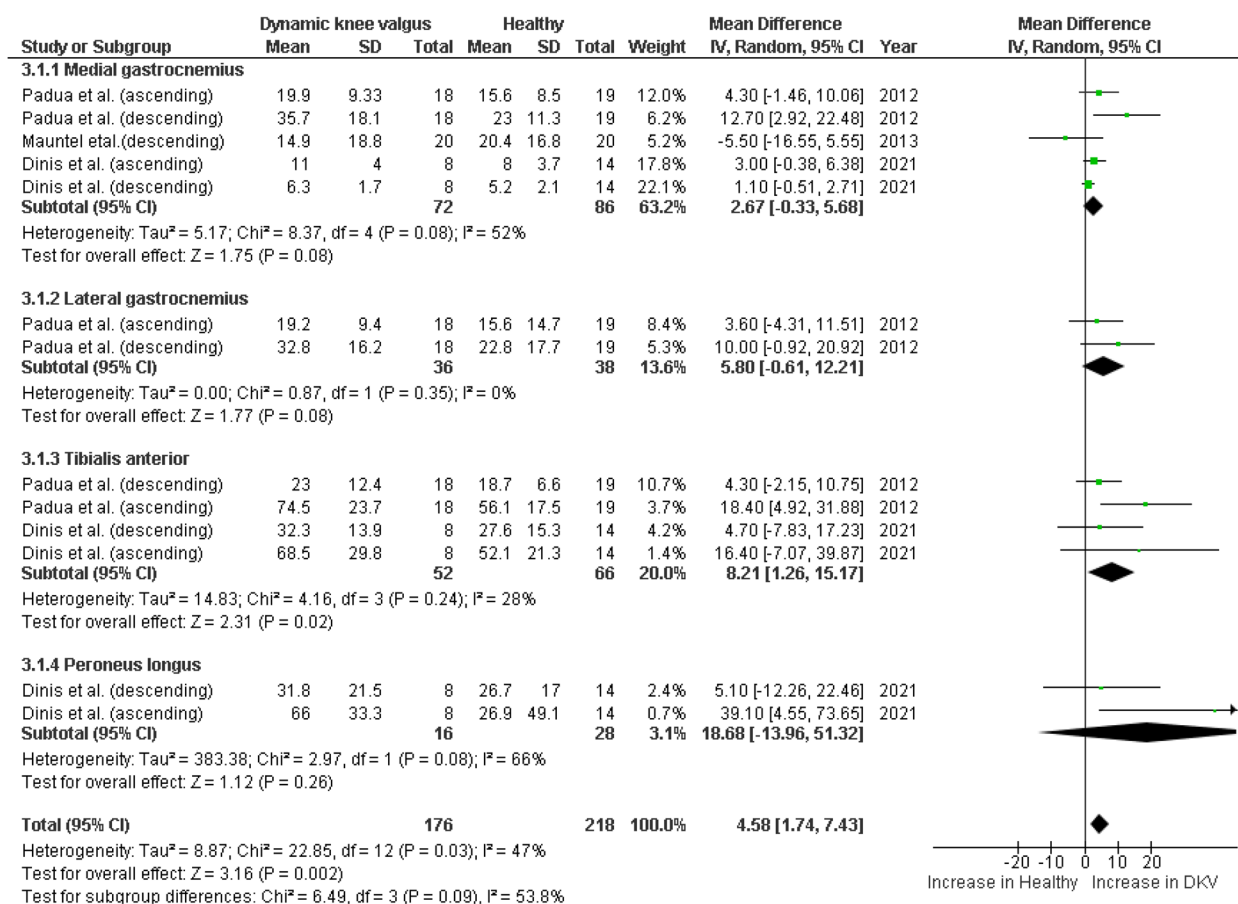 Dynamic knee valgus Healthy Mean Difference Mean Difference
Study or Subgroup Mean SD Total Mean SD Total Weight IV, Random, 95% CI Year IV, Random, 95% CI
3.1.1 Medial gastrocnemius
Padua et al. (ascending) 19.9 9.33 18 15.6 8.5 19 12.0% 4.30 [-1.46, 10.06] 2012
Padua et al. (descending) 35.7 18.1 18 23 11.3 19 6.2% 12.70 [2.92, 22.48] 2012
Mauntel etal.(descending) 14.9 18.8 20 20.4 16.8 20 5.2% -5.50 [-16.55, 5.55] 2013
Dinis et al. (ascending) 11 4 8 8 3.7 14 17.8% 3.00 [-0.38, 6.38] 2021
Dinis et al. (descending) 6.3 1.7 8 5.2 2.1 14 22.1% 1.10 [-0.51, 2.71] 2021
Subtotal (95% CI) 72 86 63.2% 2.67 [-0.33, 5.68]
Heterogeneity: Tau² = 5.17; Chi² = 8.37, df = 4 (P = 0.08); I² = 52%
Test for overall effect: Z = 1.75 (P = 0.08)
3.1.2 Lateral gastrocnemius
Padua et al. (ascending) 19.2 9.4 18 15.6 14.7 19 8.4% 3.60 [-4.31, 11.51] 2012
Padua et al. (descending) 32.8 16.2 18 22.8 17.7 19 5.3% 10.00 [-0.92, 20.92] 2012
Subtotal (95% CI) 36 38 13.6% 5.80 [-0.61, 12.21]
Heterogeneity: Tau² = 0.00; Chi² = 0.87, df = 1 (P = 0.35); I² = 0%
Test for overall effect: Z = 1.77 (P = 0.08)
3.1.3 Tibialis anterior
Padua et al. (descending) 23 12.4 18 18.7 6.6 19 10.7% 4.30 [-2.15, 10.75] 2012
Padua et al. (ascending) 74.5 23.7 18 56.1 17.5 19 3.7% 18.40 [4.92, 31.88] 2012
Dinis et al. (descending) 32.3 13.9 8 27.6 15.3 14 4.2% 4.70 [-7.83, 17.23] 2021
Dinis et al. (ascending) 68.5 29.8 8 52.1 21.3 14 1.4% 16.40 [-7.07, 39.87] 2021
Subtotal (95% CI) 52 66 20.0% 8.21 [1.26, 15.17]
Heterogeneity: Tau² = 14.83; Chi² = 4.16, df = 3 (P = 0.24); I² = 28%
Test for overall effect: Z = 2.31 (P = 0.02)
3.1.4 Peroneus longus
Dinis et al. (descending) 31.8 21.5 8 26.7 17 14 2.4% 5.10 [-12.26, 22.46] 2021
Dinis et al. (ascending) 66 33.3 8 26.9 49.1 14 0.7% 39.10 [4.55, 73.65] 2021
Subtotal (95% CI) 16 28 3.1% 18.68 [-13.96, 51.32]
Heterogeneity: Tau² = 383.38; Chi² = 2.97, df = 1 (P = 0.08); I² = 66%
Test for overall effect: Z = 1.12 (P = 0.26)
Total (95% CI) 176 218 100.0% 4.58 [1.74, 7.43]
Heterogeneity: Tau² = 8.87; Chi² = 22.85, df = 12 (P = 0.03); I² = 47%
Test for overall effect: Z = 3.16 (P = 0.002)
Test for subgroup differences: Chi² = 6.49, df = 3 (P = 0.09), I² = 53.8%
-20 -10 0 10 20
Increase in Healthy Increase in DKV